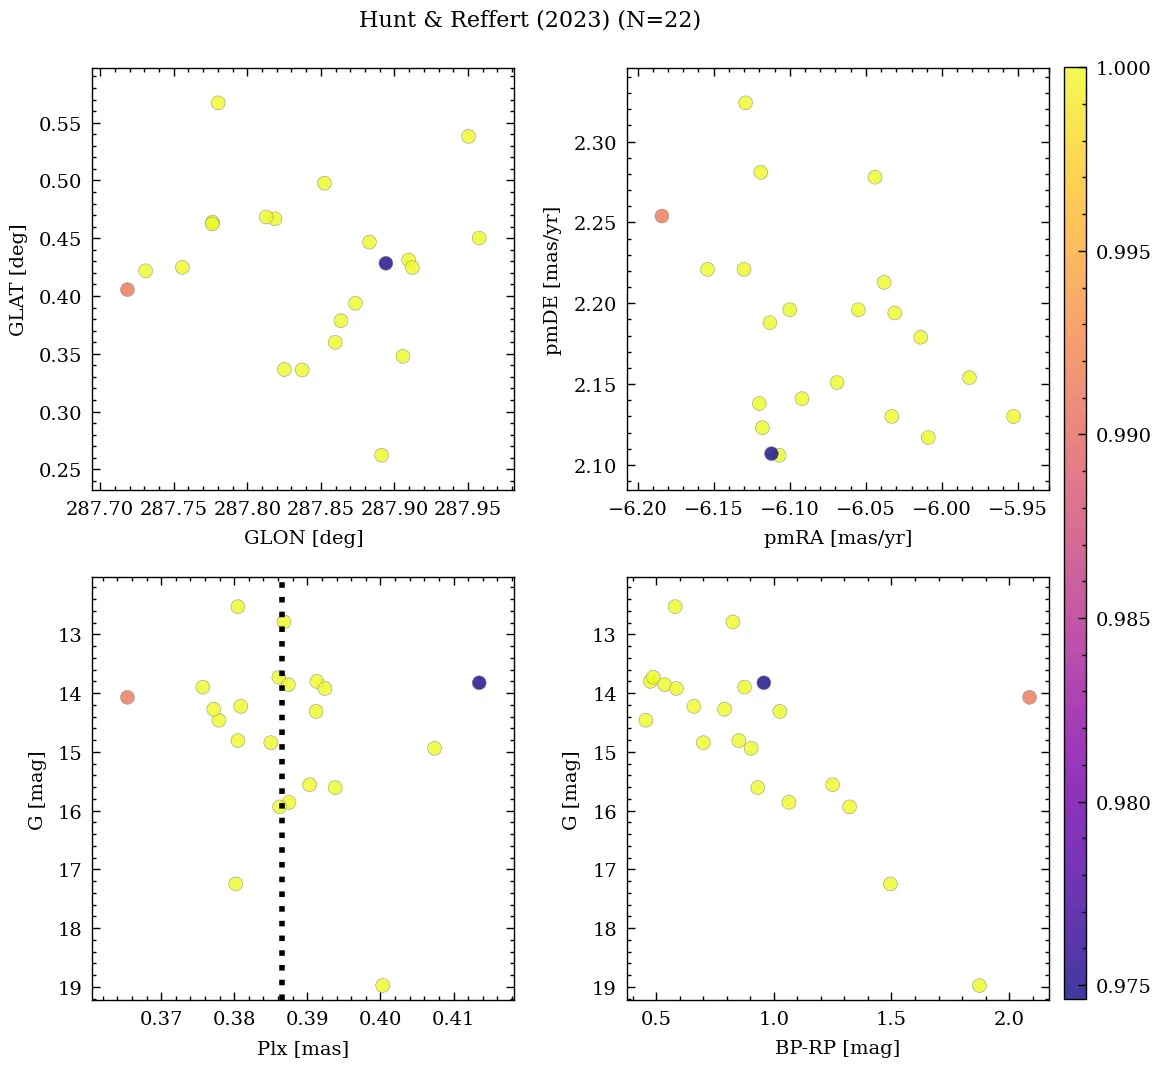 Hunt & Reffert (2023) (N=22)
0.55
0.50
0.45
0.40
0.35
0.30
0.25
GLAT [deg]
287.70 287.75 287.80 287.85 287.90 287.95
GLON [deg]
2.30
2.25
2.20
2.15
2.10
pmDE [mas/yr]
−6.20 −6.15 −6.10 −6.05 −6.00 −5.95
pmRA [mas/yr]
13
14
15
16
17
18
19
G [mag]
0.37 0.38 0.39 0.40 0.41
Plx [mas]
13
14
15
16
17
18
19
G [mag]
0.5 1.0 1.5 2.0
BP-RP [mag]
1.000
0.995
0.990
0.985
0.980
0.975